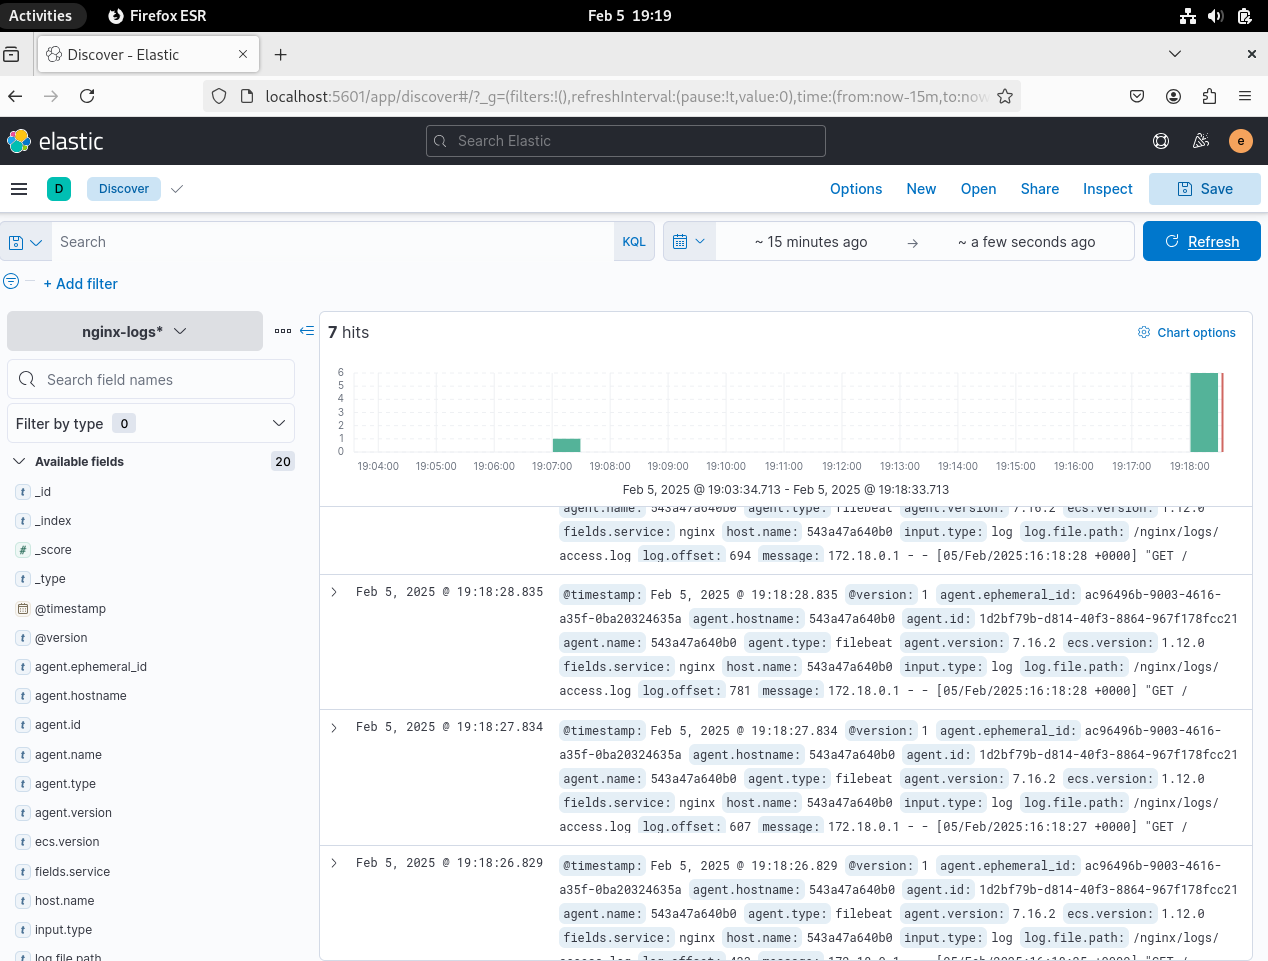 Activities Firefox ESR Feb 5 19:19
Discover - Elastic
localhost:5601/app/discover#/?_g=(filters:!(),refreshInterval:(pause:!t,value:0),time:(from:now-15m,to:now
elastic Search Elastic e
D Discover Options New Open Share Inspect Save
Search KQL ~ 15 minutes ago → ~ a few seconds ago Refresh
+ Add filter
nginx-logs*
Search field names
Filter by type 0
Available fields 20
t _id
t _index
# _score
t _type
@timestamp
t @version
t agent.ephemeral_id
t agent.hostname
t agent.id
t agent.name
t agent.type
t agent.version
t ecs.version
t fields.service
t host.name
t input.type
log.file.path
7 hits Chart options
6
5
4
3
2
1
0
19:04:00 19:05:00 19:06:00 19:07:00 19:08:00 19:09:00 19:10:00 19:11:00 19:12:00 19:13:00 19:14:00 19:15:00 19:16:00 19:17:00 19:18:00
Feb 5, 2025 @ 19:03:34.713 - Feb 5, 2025 @ 19:18:33.713
agent.name: 543a47a640b0 agent.type: filebeat agent.version: 7.16.2 ecs.version: 1.12.0
fields.service: nginx host.name: 543a47a640b0 input.type: log log.file.path: /nginx/logs/
access.log log.offset: 694 message: 172.18.0.1 - - [05/Feb/2025:16:18:28 +0000] "GET /
Feb 5, 2025 @ 19:18:28.835 @timestamp: Feb 5, 2025 @ 19:18:28.835 @version: 1 agent.ephemeral_id: ac96496b-9003-4616-
a35f-0ba20324635a agent.hostname: 543a47a640b0 agent.id: 1d2bf79b-d814-40f3-8864-967f178fcc21
agent.name: 543a47a640b0 agent.type: filebeat agent.version: 7.16.2 ecs.version: 1.12.0
fields.service: nginx host.name: 543a47a640b0 input.type: log log.file.path: /nginx/logs/
access.log log.offset: 781 message: 172.18.0.1 - - [05/Feb/2025:16:18:28 +0000] "GET /
Feb 5, 2025 @ 19:18:27.834 @timestamp: Feb 5, 2025 @ 19:18:27.834 @version: 1 agent.ephemeral_id: ac96496b-9003-4616-
a35f-0ba20324635a agent.hostname: 543a47a640b0 agent.id: 1d2bf79b-d814-40f3-8864-967f178fcc21
agent.name: 543a47a640b0 agent.type: filebeat agent.version: 7.16.2 ecs.version: 1.12.0
fields.service: nginx host.name: 543a47a640b0 input.type: log log.file.path: /nginx/logs/
access.log log.offset: 607 message: 172.18.0.1 - - [05/Feb/2025:16:18:27 +0000] "GET /
Feb 5, 2025 @ 19:18:26.829 @timestamp: Feb 5, 2025 @ 19:18:26.829 @version: 1 agent.ephemeral_id: ac96496b-9003-4616-
a35f-0ba20324635a agent.hostname: 543a47a640b0 agent.id: 1d2bf79b-d814-40f3-8864-967f178fcc21
agent.name: 543a47a640b0 agent.type: filebeat agent.version: 7.16.2 ecs.version: 1.12.0
fields.service: nginx host.name: 543a47a640b0 input.type: log log.file.path: /nginx/logs/